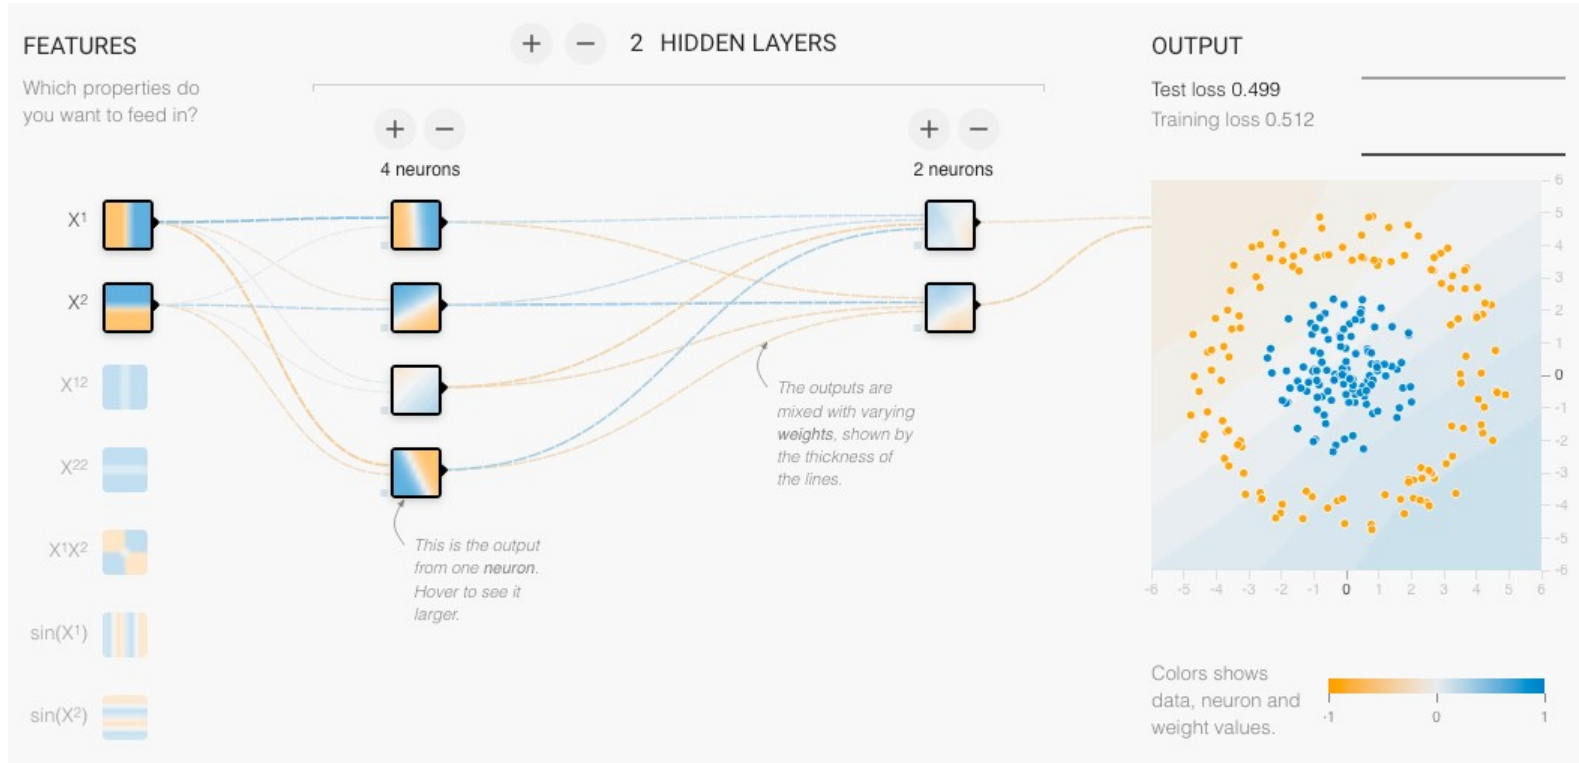 FEATURES
Which properties do
you want to feed in?
+ − 2 HIDDEN LAYERS
+ −
4 neurons
+ −
2 neurons
OUTPUT
Test loss 0.499
Training loss 0.512
X1
X2
X12
X22
X1X2
sin(X1)
sin(X2)
This is the output
from one neuron.
Hover to see it
larger.
The outputs are
mixed with varying
weights, shown by
the thickness of
the lines.
6
5
4
3
2
1
0
-1
-2
-3
-4
-5
-6
-6 -5 -4 -3 -2 -1 0 1 2 3 4 5 6
Colors shows
data, neuron and
weight values.
-1 0 1